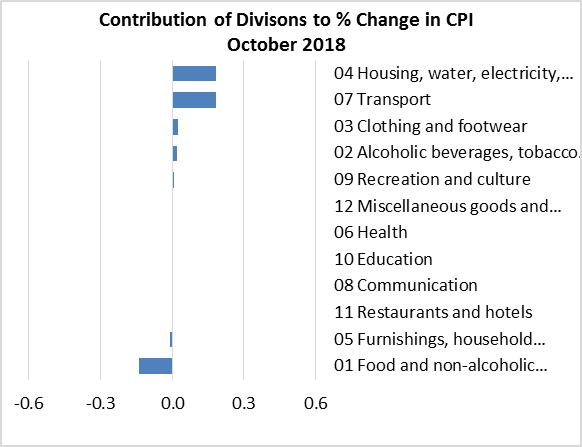 Contribution of Divisons to % Change in CPI
October 2018
04 Housing, water, electricity,...
07 Transport
03 Clothing and footwear
02 Alcoholic beverages, tobacco...
09 Recreation and culture
12 Miscellaneous goods and...
06 Health
10 Education
08 Communication
11 Restaurants and hotels
05 Furnishings, household...
01 Food and non-alcoholic...
-0.6 -0.3 0.0 0.3 0.6